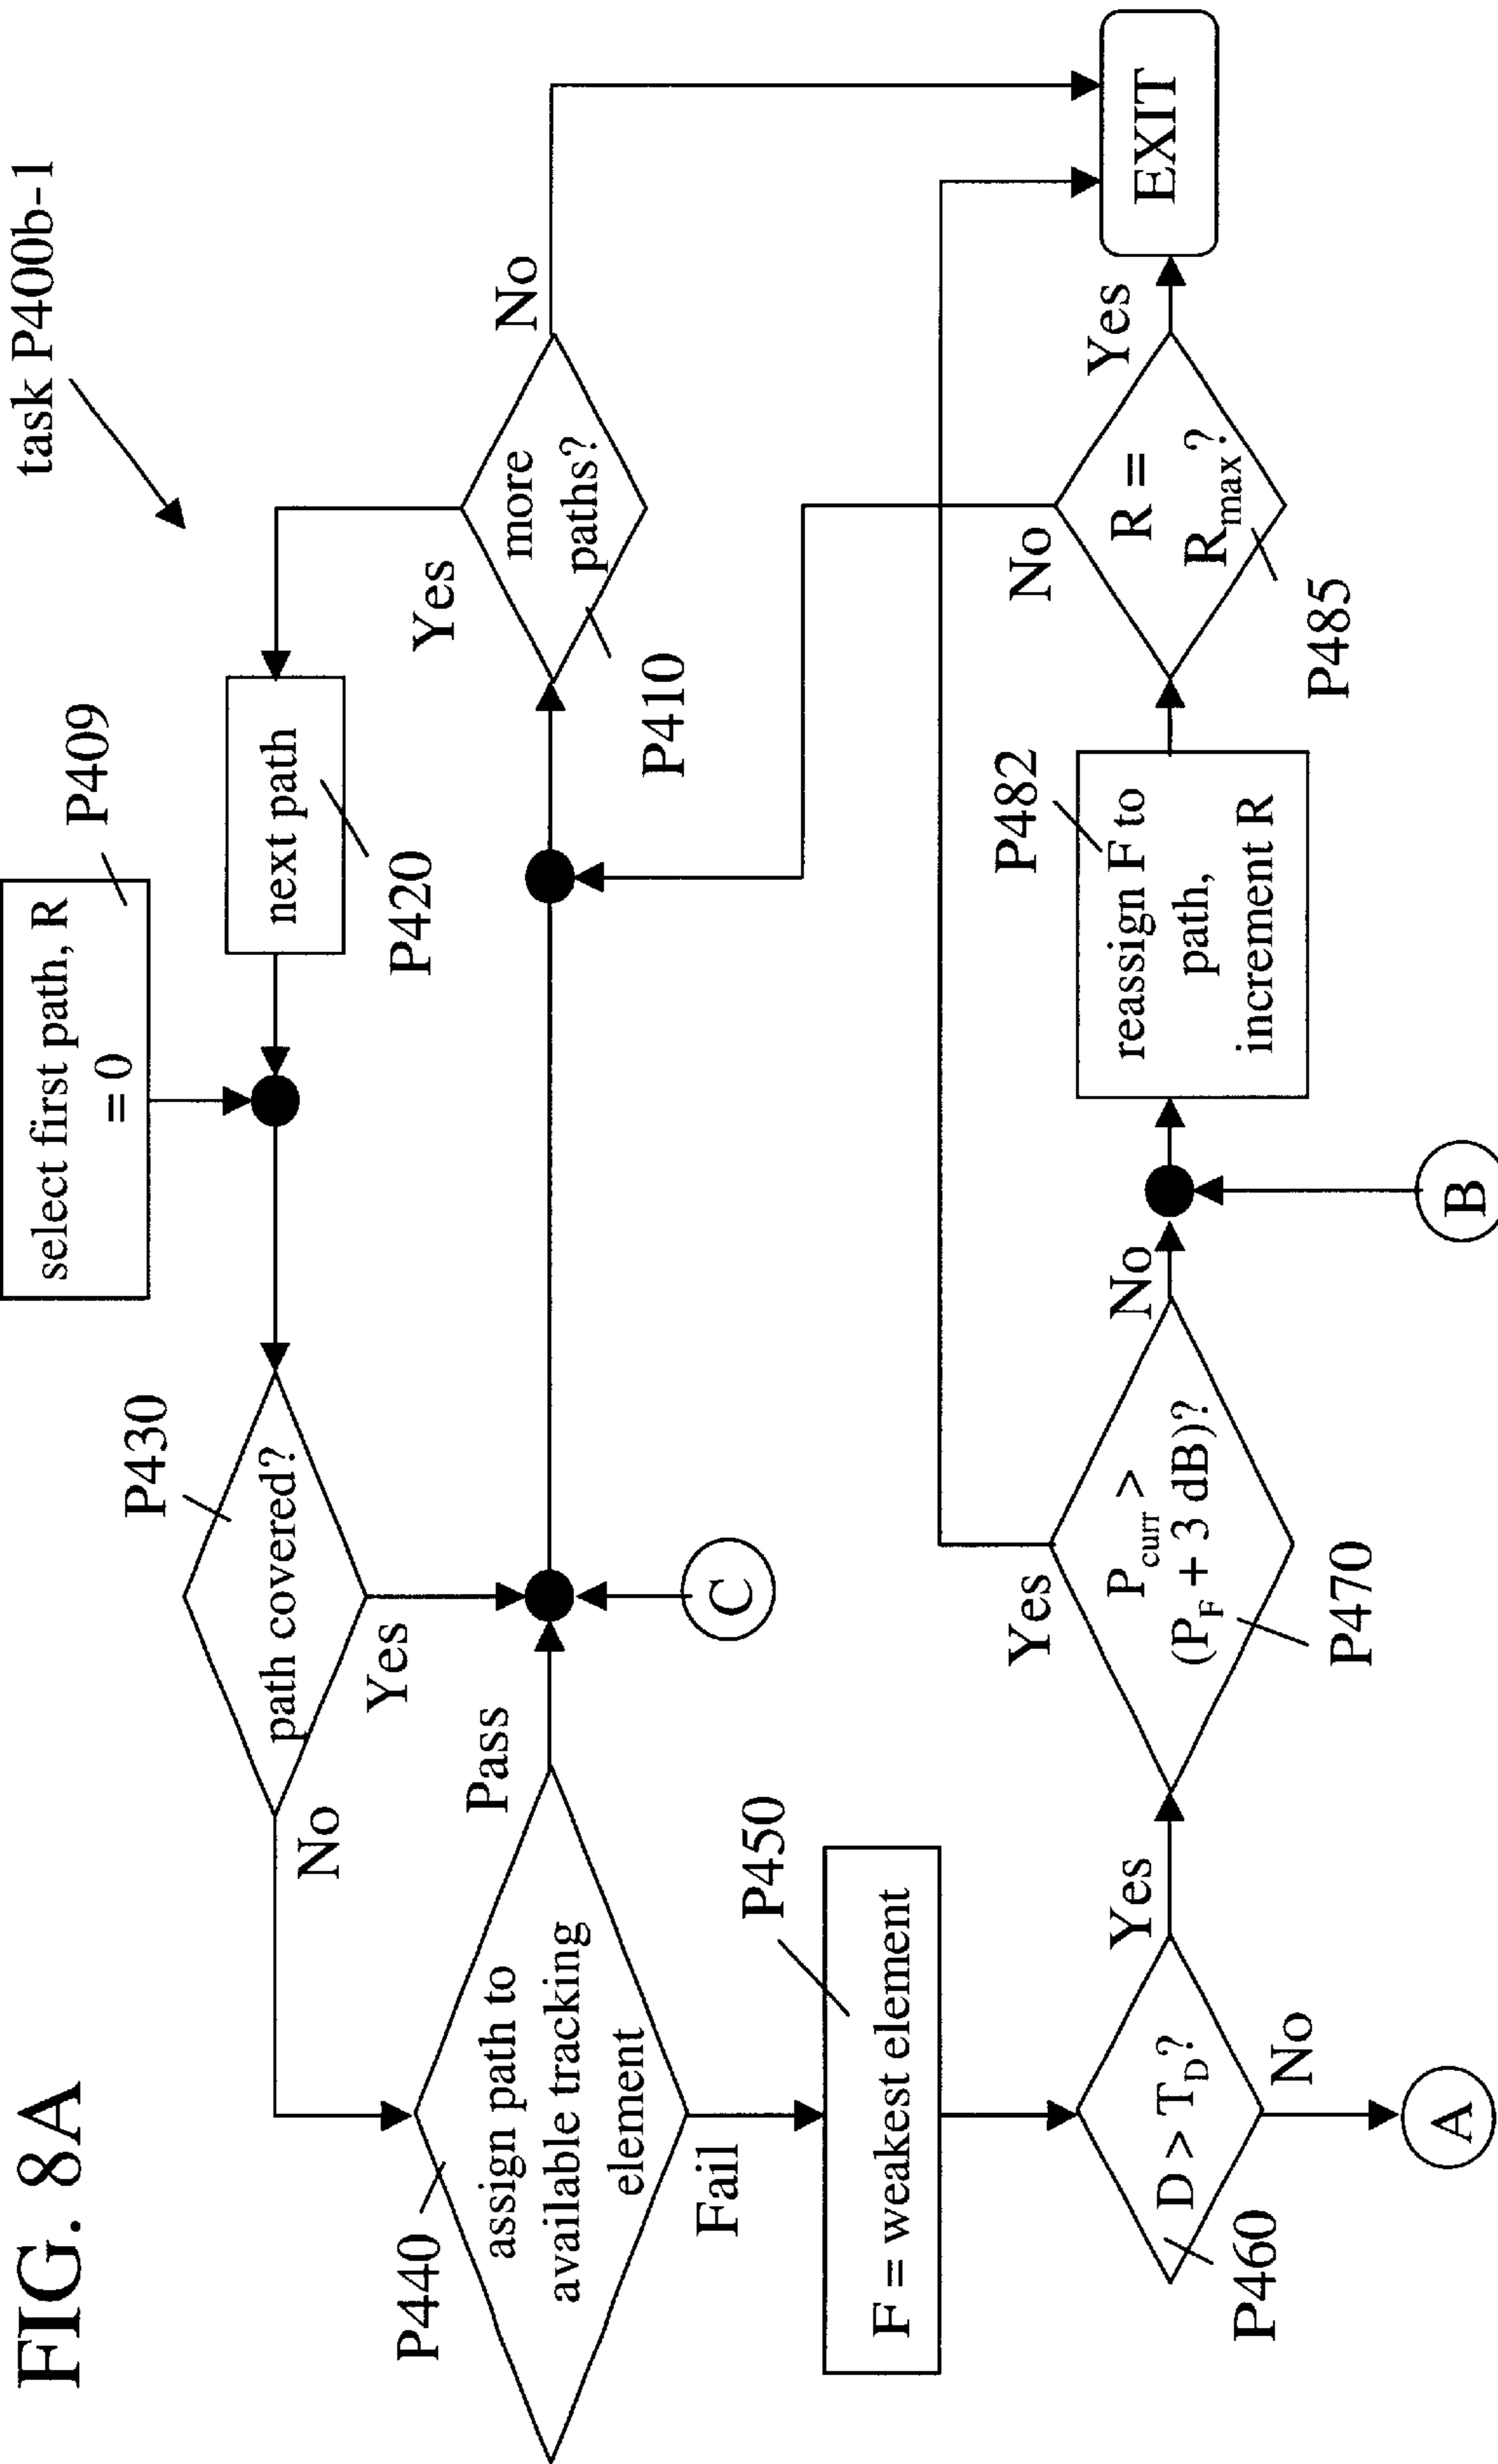 FIG. 8A
task P400b-1
select first path, R
= 0
P409
next path
P420
P430
path covered?
No
Yes
more
paths?
Yes
No
P410
P440
assign path to
available tracking
element
Pass
Fail
C
P450
F = weakest element
P460
D > T_D?
Yes
No
A
P_curr >
(P_F + 3 dB)?
Yes
No
P470
B
P482
reassign F to
path,
increment R
R =
R_max?
No
Yes
P485
EXIT